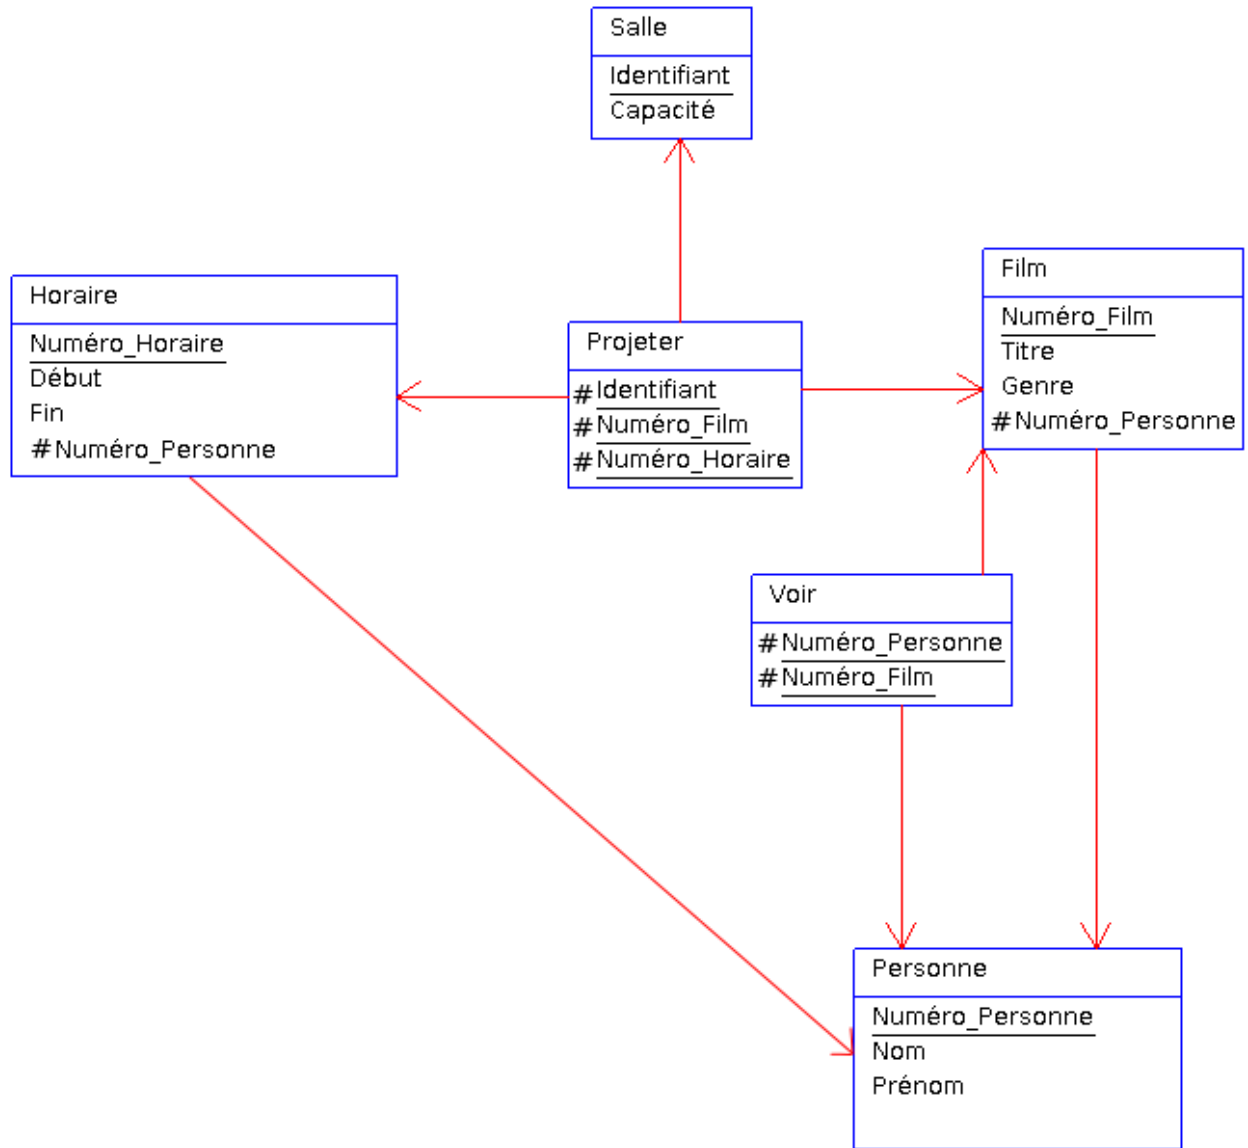 Salle
Identifiant
Capacité
Horaire
Numéro_Horaire
Début
Fin
#Numéro_Personne
Projeter
#Identifiant
#Numéro_Film
#Numéro_Horaire
Film
Numéro_Film
Titre
Genre
#Numéro_Personne
Voir
#Numéro_Personne
#Numéro_Film
Personne
Numéro_Personne
Nom
Prénom